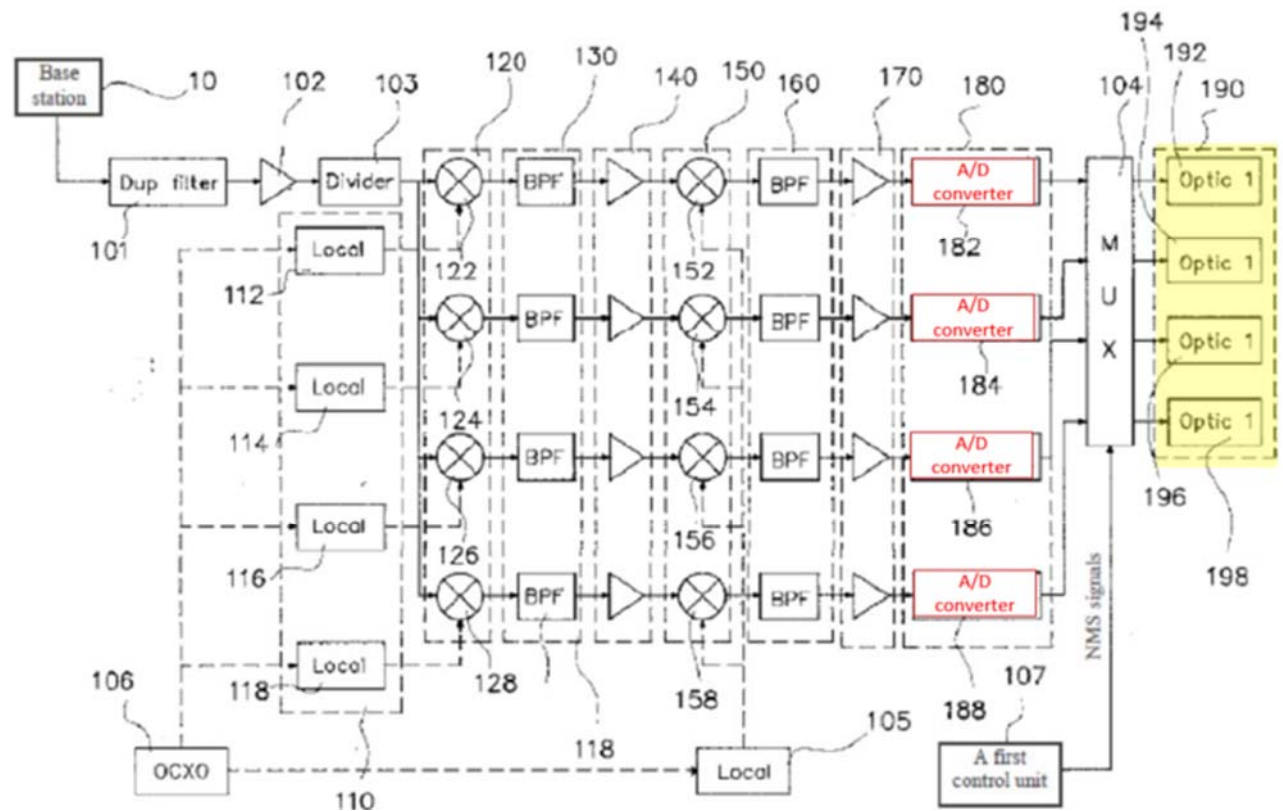 194
192
190
104
180
170
160
150
140
130
120
103
102
10
Base
station
Dup filter
Divider
BPF
BPF
A/D
converter
Optic 1
101
Local
112
122
152
182
M
U
X
Optic 1
BPF
BPF
A/D
converter
Optic 1
Local
114
124
154
184
196
BPF
BPF
A/D
converter
Optic 1
Local
116
126
156
186
198
BPF
BPF
A/D
converter
NMS signals
Local
118
128
158
188
107
106
OCXO
110
118
Local
105
A first
control unit